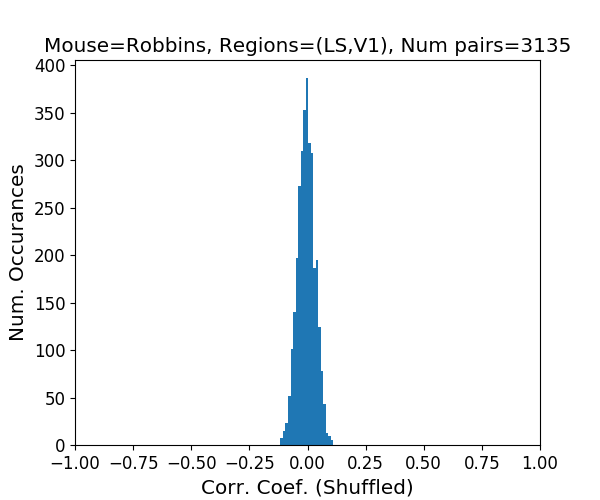 Mouse=Robbins, Regions=(LS,V1), Num pairs=3135
400
350
300
250
200
150
100
50
0
Num. Occurances
−1.00 −0.75 −0.50 −0.25 0.00 0.25 0.50 0.75 1.00
Corr. Coef. (Shuffled)